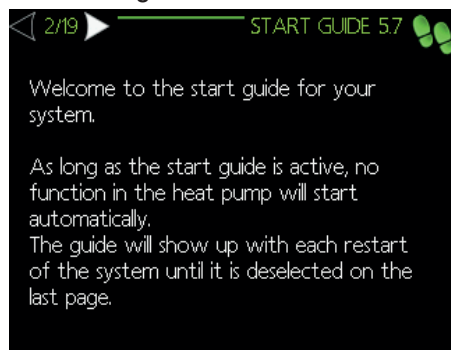 2/19
START GUIDE 5.7
Welcome to the start guide for your
system.
As long as the start guide is active, no
function in the heat pump will start
automatically.
The guide will show up with each restart
of the system until it is deselected on the
last page.